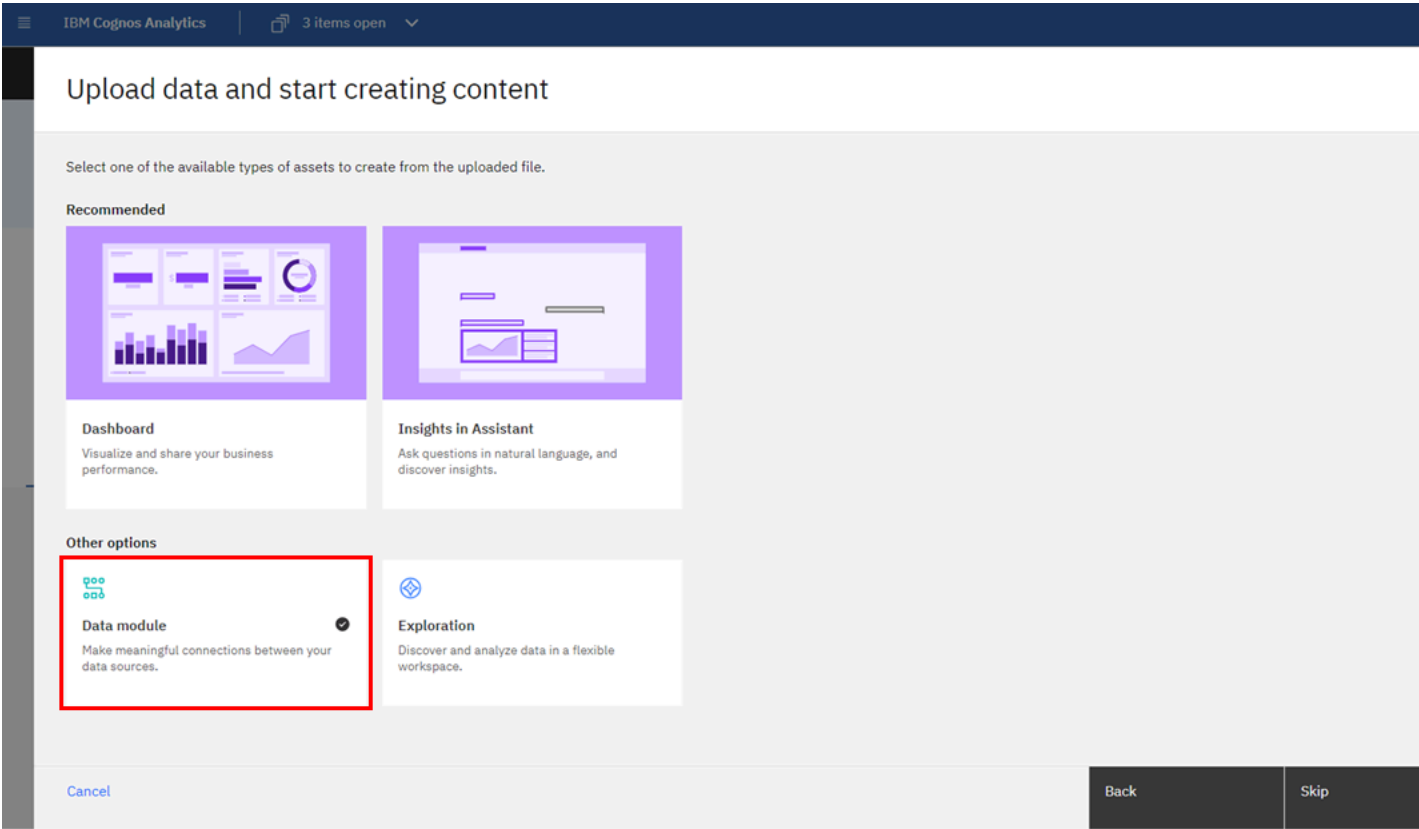 IBM Cognos Analytics
3 items open
Upload data and start creating content
Select one of the available types of assets to create from the uploaded file.
Recommended
Dashboard
Visualize and share your business
performance.
Insights in Assistant
Ask questions in natural language, and
discover insights.
Other options
Data module
Make meaningful connections between your
data sources.
Exploration
Discover and analyze data in a flexible
workspace.
Cancel
Back
Skip